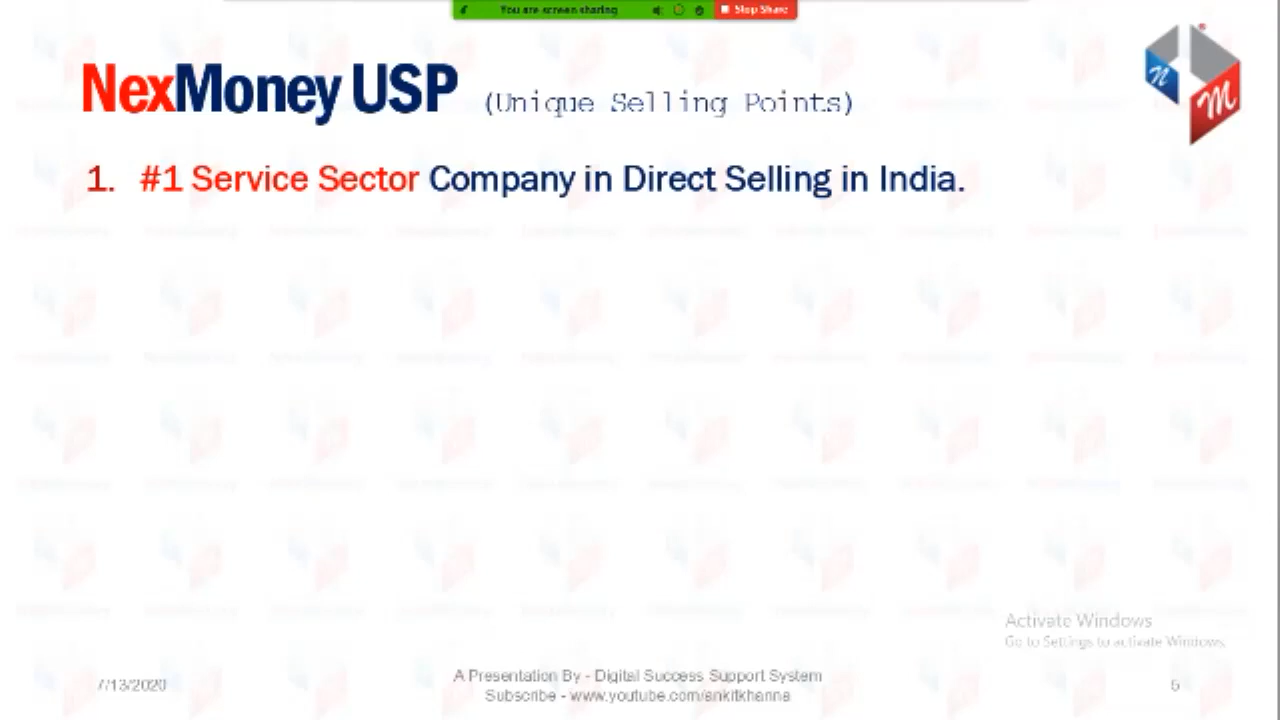 You are screen sharing
Stop Share
NexMoney USP (Unique Selling Points)
n
m
1. #1 Service Sector Company in Direct Selling in India.
Activate Windows
Go to Settings to activate Windows.
7/13/2020
A Presentation By - Digital Success Support System
Subscribe - www.youtube.com/ankitkhanna